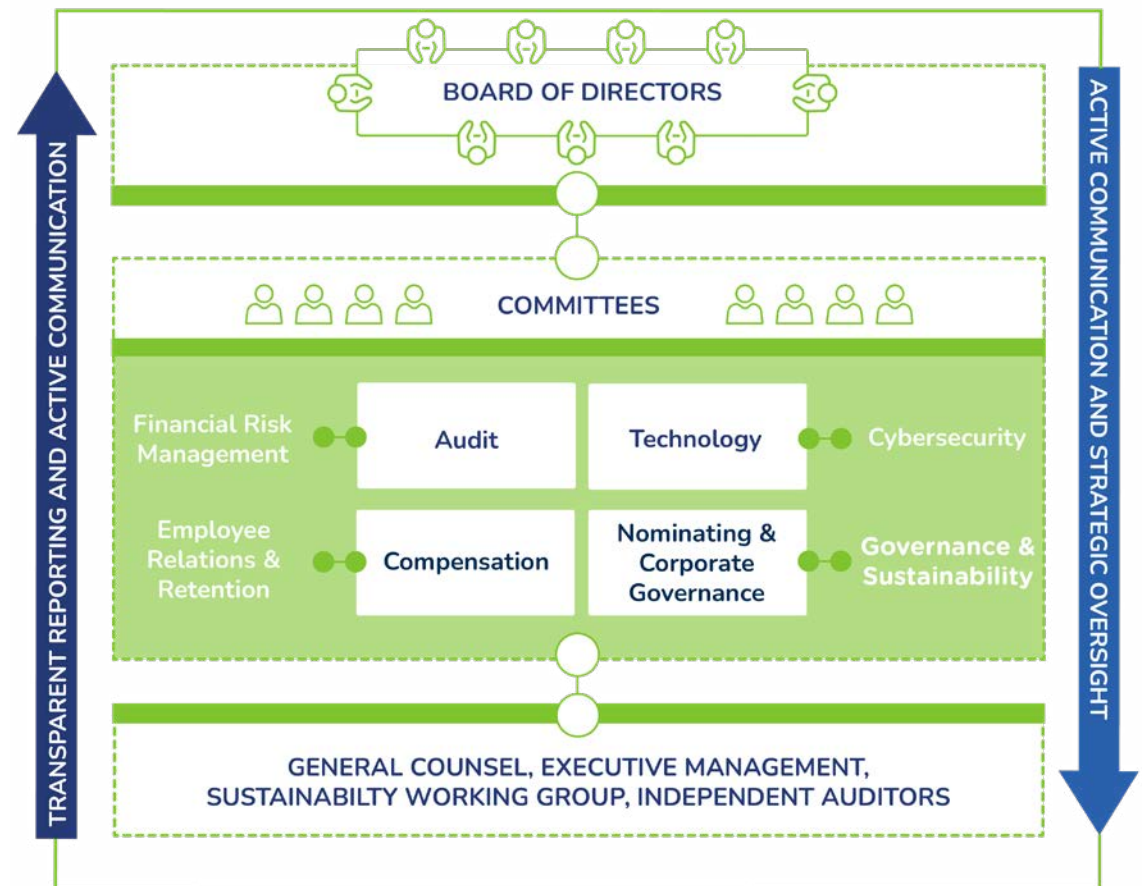 BOARD OF DIRECTORS
TRANSPARENT REPORTING AND ACTIVE COMMUNICATION
ACTIVE COMMUNICATION AND STRATEGIC OVERSIGHT
COMMITTEES
Financial Risk
Management
Audit
Technology
Cybersecurity
Employee
Relations &
Retention
Compensation
Nominating &
Corporate
Governance
Governance &
Sustainability
GENERAL COUNSEL, EXECUTIVE MANAGEMENT,
SUSTAINABILTY WORKING GROUP, INDEPENDENT AUDITORS